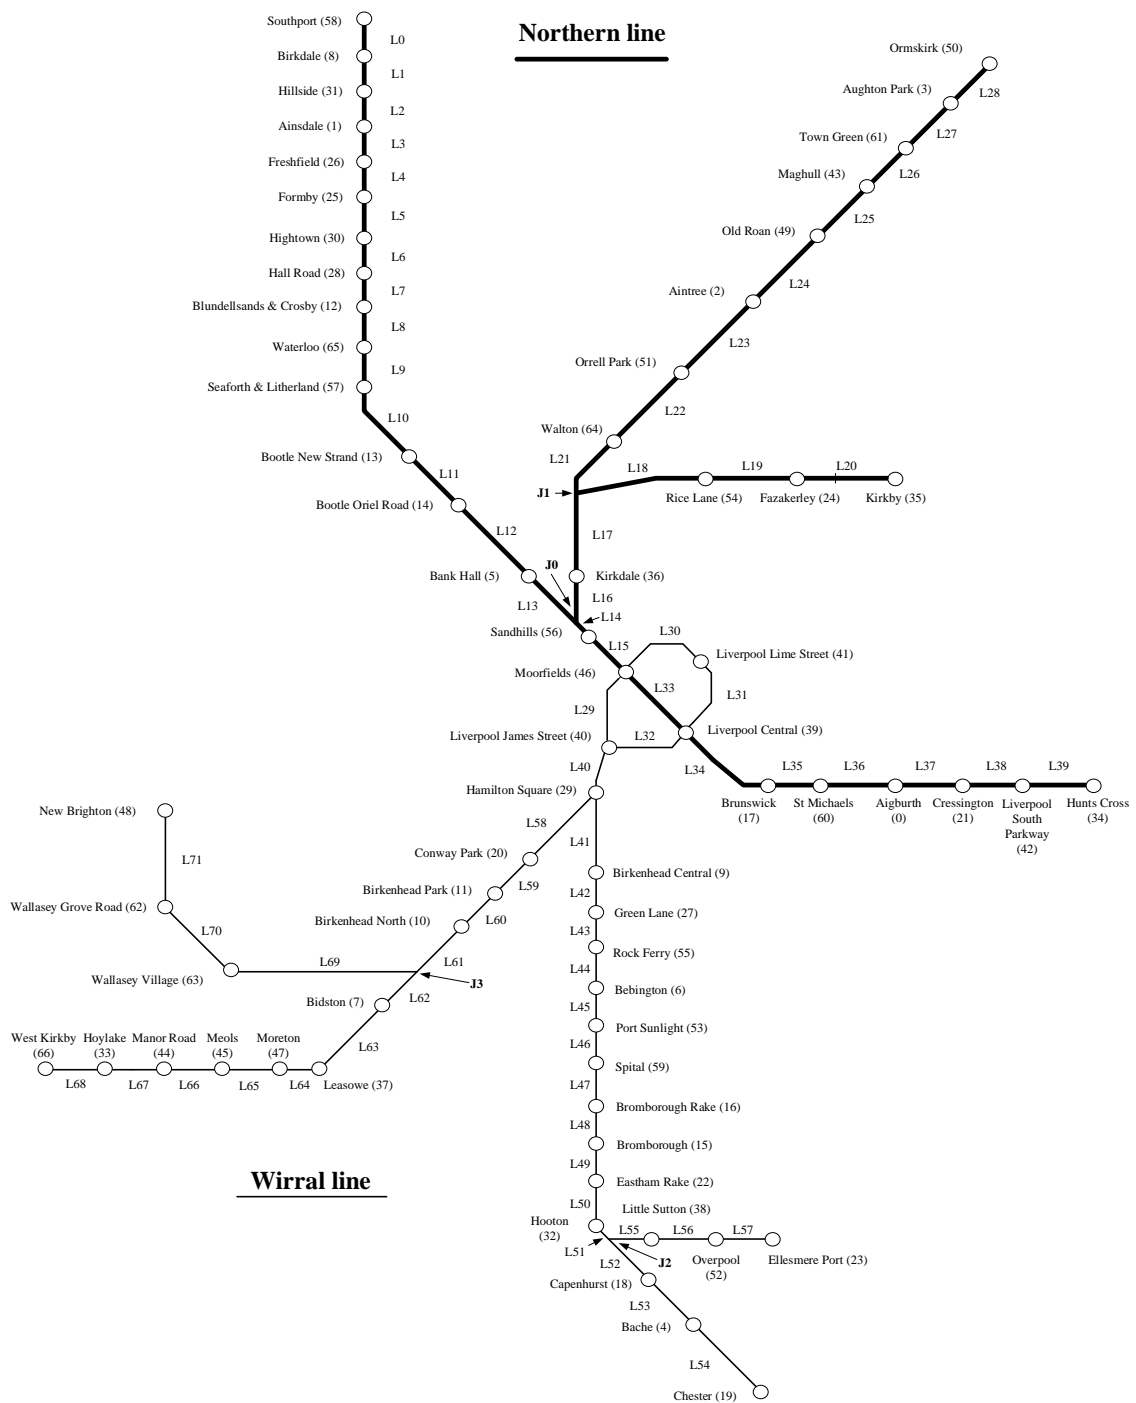 Northern line
Southport (58)
L0
Birkdale (8)
L1
Hillside (31)
L2
Ainsdale (1)
L3
Freshfield (26)
L4
Formby (25)
L5
Hightown (30)
L6
Hall Road (28)
L7
Blundellsands & Crosby (12)
L8
Waterloo (65)
L9
Seaforth & Litherland (57)
L10
Bootle New Strand (13)
L11
Bootle Oriel Road (14)
L12
Bank Hall (5)
L13
Ormskirk (50)
L28
Aughton Park (3)
L27
Town Green (61)
L26
Maghull (43)
L25
Old Roan (49)
L24
Aintree (2)
L23
Orrell Park (51)
L22
Walton (64)
L21
L18
L19
L20
J1
Rice Lane (54)
Fazakerley (24)
Kirkby (35)
L17
J0
Kirkdale (36)
L16
L14
Sandhills (56)
L15
L30
Liverpool Lime Street (41)
Moorfields (46)
L33
L31
L29
Liverpool James Street (40)
L32
Liverpool Central (39)
L40
L34
L35
L36
L37
L38
L39
Brunswick
(17)
St Michaels
(60)
Aigburth
(0)
Cressington
(21)
Liverpool
South
Parkway
(42)
Hunts Cross
(34)
Hamilton Square (29)
L58
L41
Conway Park (20)
L59
Birkenhead Park (11)
L60
Birkenhead North (10)
L61
New Brighton (48)
L71
Wallasey Grove Road (62)
L70
L69
Wallasey Village (63)
J3
L62
Bidston (7)
L63
West Kirkby
(66)
Hoylake
(33)
Manor Road
(44)
Meols
(45)
Moreton
(47)
L68
L67
L66
L65
L64
Leasowe (37)
Birkenhead Central (9)
L42
Green Lane (27)
L43
Rock Ferry (55)
L44
Bebington (6)
L45
Port Sunlight (53)
L46
Spital (59)
L47
Bromborough Rake (16)
L48
Bromborough (15)
L49
Eastham Rake (22)
L50
Wirral line
Hooton
(32)
Little Sutton (38)
L55
L56
L57
L51
J2
Overpool
(52)
Ellesmere Port (23)
L52
Capenhurst (18)
L53
Bache (4)
L54
Chester (19)